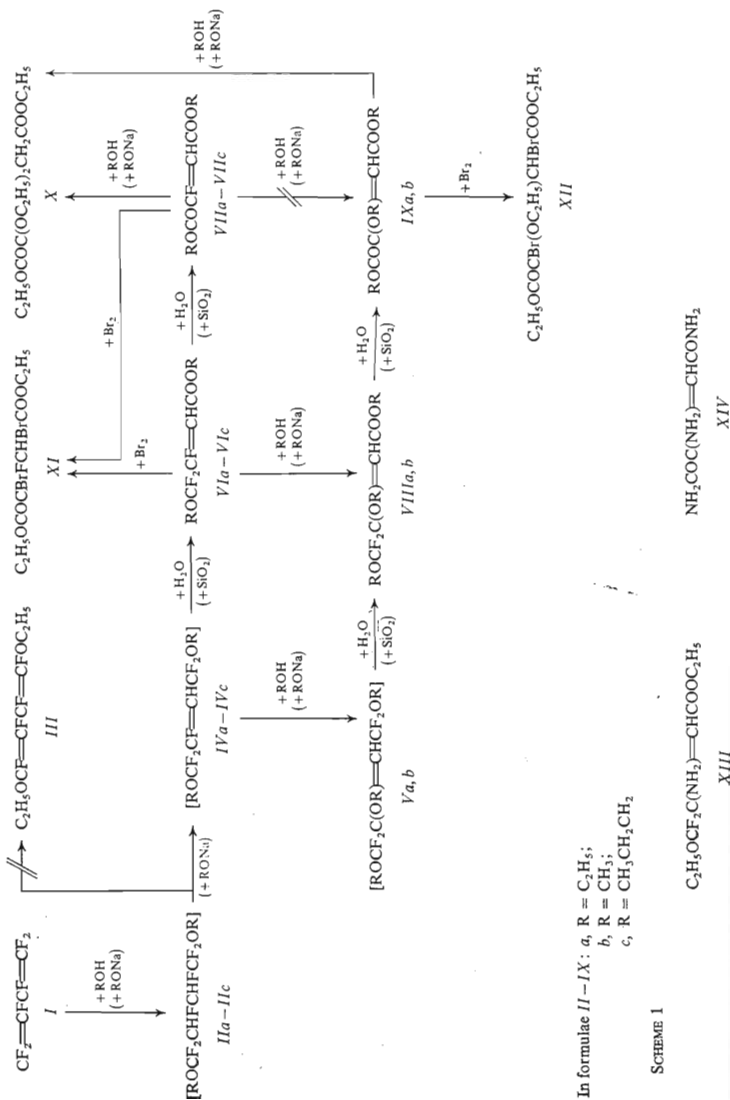 CF₂═CFCF═CF₂
I
C₂H₅OCF═CFCF═CFOC₂H₅
III
C₂H₅OCOCBrFCHBrCOOC₂H₅
XI
C₂H₅OCOC(OC₂H₅)₂CH₂COOC₂H₅
X
+ROH
(+RONa)
+Br₂
+Br₂
+ROH
(+RONa)
+ROH
(+RONa)
[ROCF₂CHFCHFCF₂OR]
IIa–IIc
(+RONa)
[ROCF₂CF═CHCF₂OR]
IVa–IVc
+H₂O
(+SiO₂)
ROCF₂CF═CHCOOR
VIa–VIc
+H₂O
(+SiO₂)
ROCOCF═CHCOOR
VIIa–VIIc
+ROH
(+RONa)
+ROH
(+RONa)
+ROH
(+RONa)
[ROCF₂C(OR)═CHCF₂OR]
Va,b
+H₂O
(+SiO₂)
ROCF₂C(OR)═CHCOOR
VIIIa,b
+H₂O
(+SiO₂)
ROCOC(OR)═CHCOOR
IXa,b
+Br₂
C₂H₅OCOCBr(OC₂H₅)CHBrCOOC₂H₅
XII
In formulae II–IX: a, R = C₂H₅;
b, R = CH₃;
c, R = CH₃CH₂CH₂
SCHEME 1
C₂H₅OCF₂C(NH₂)═CHCOOC₂H₅
XIII
NH₂COC(NH₂)═CHCONH₂
XIV